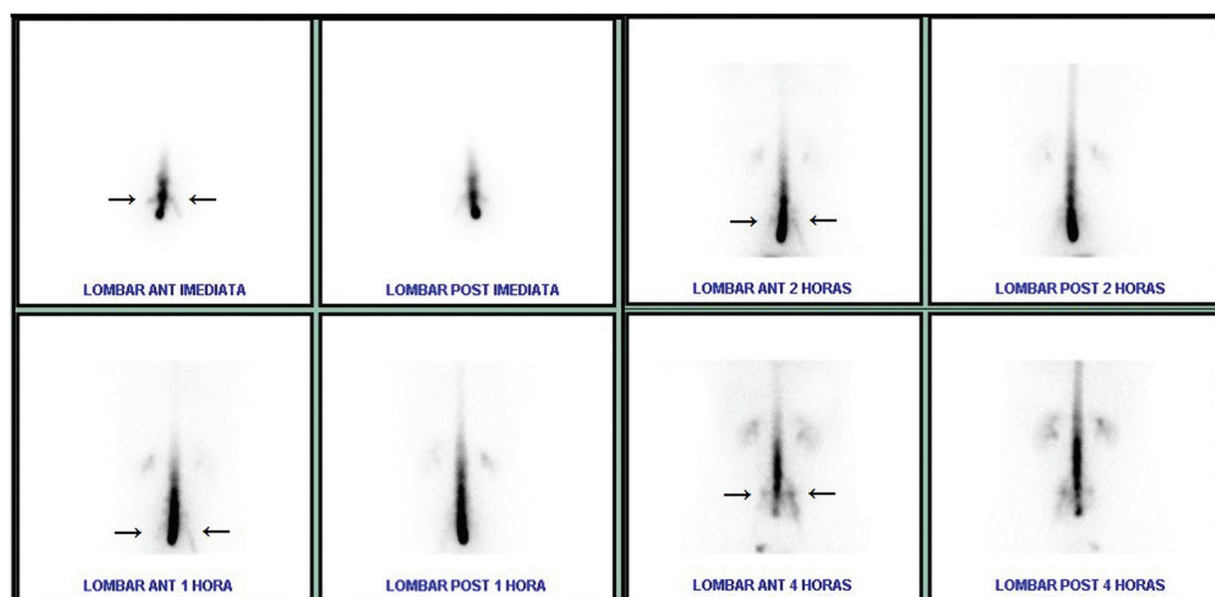 LOMBAR ANT IMEDIATA
LOMBAR POST IMEDIATA
LOMBAR ANT 2 HORAS
LOMBAR POST 2 HORAS
LOMBAR ANT 1 HORA
LOMBAR POST 1 HORA
LOMBAR ANT 4 HORAS
LOMBAR POST 4 HORAS